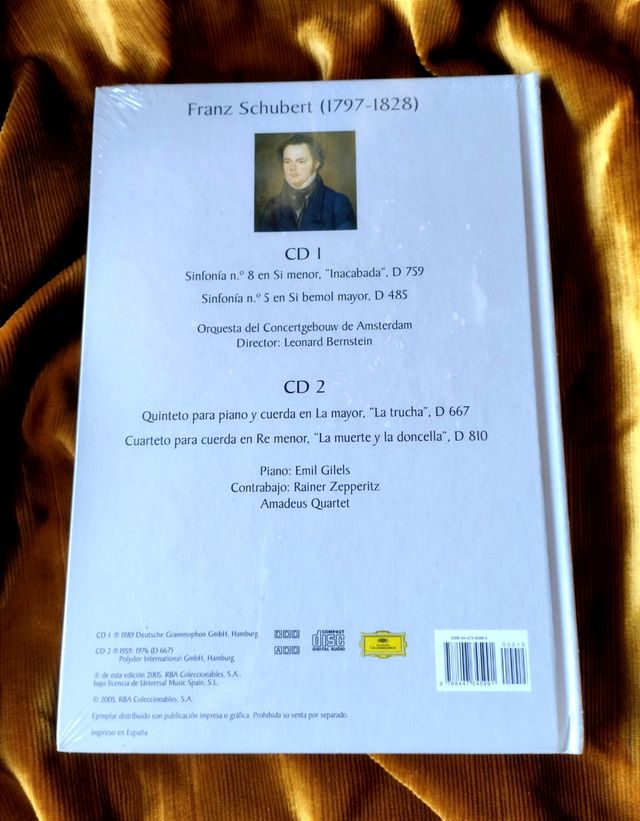 Franz Schubert (1797-1828)
CD 1
Sinfonía n.º 8 en Si menor, "Inacabada", D 759
Sinfonía n.º 5 en Si bemol mayor, D 485
Orquesta del Concertgebouw de Amsterdam
Director: Leonard Bernstein
CD 2
Quinteto para piano y cuerda en La mayor, "La trucha", D 667
Cuarteto para cuerda en Re menor, "La muerte y la doncella", D 810
Piano: Emil Gilels
Contrabajo: Rainer Zepperitz
Amadeus Quartet
CD 1 ℗ 1989 Deutsche Grammophon GmbH, Hamburg
CD 2 ℗ 1959; 1976 (D 667)
Polydor International GmbH, Hamburg
℗ de esta edición 2005, RBA Coleccionables, S.A.,
bajo licencia de Universal Music Spain, S.L.
© 2005, RBA Coleccionables, S.A.
Ejemplar distribuido con publicación impresa o gráfica. Prohibida su venta por separado.
Impreso en España
DDD
ADD
COMPACT
disc
DIGITAL AUDIO
Deutsche
Grammophon
00019